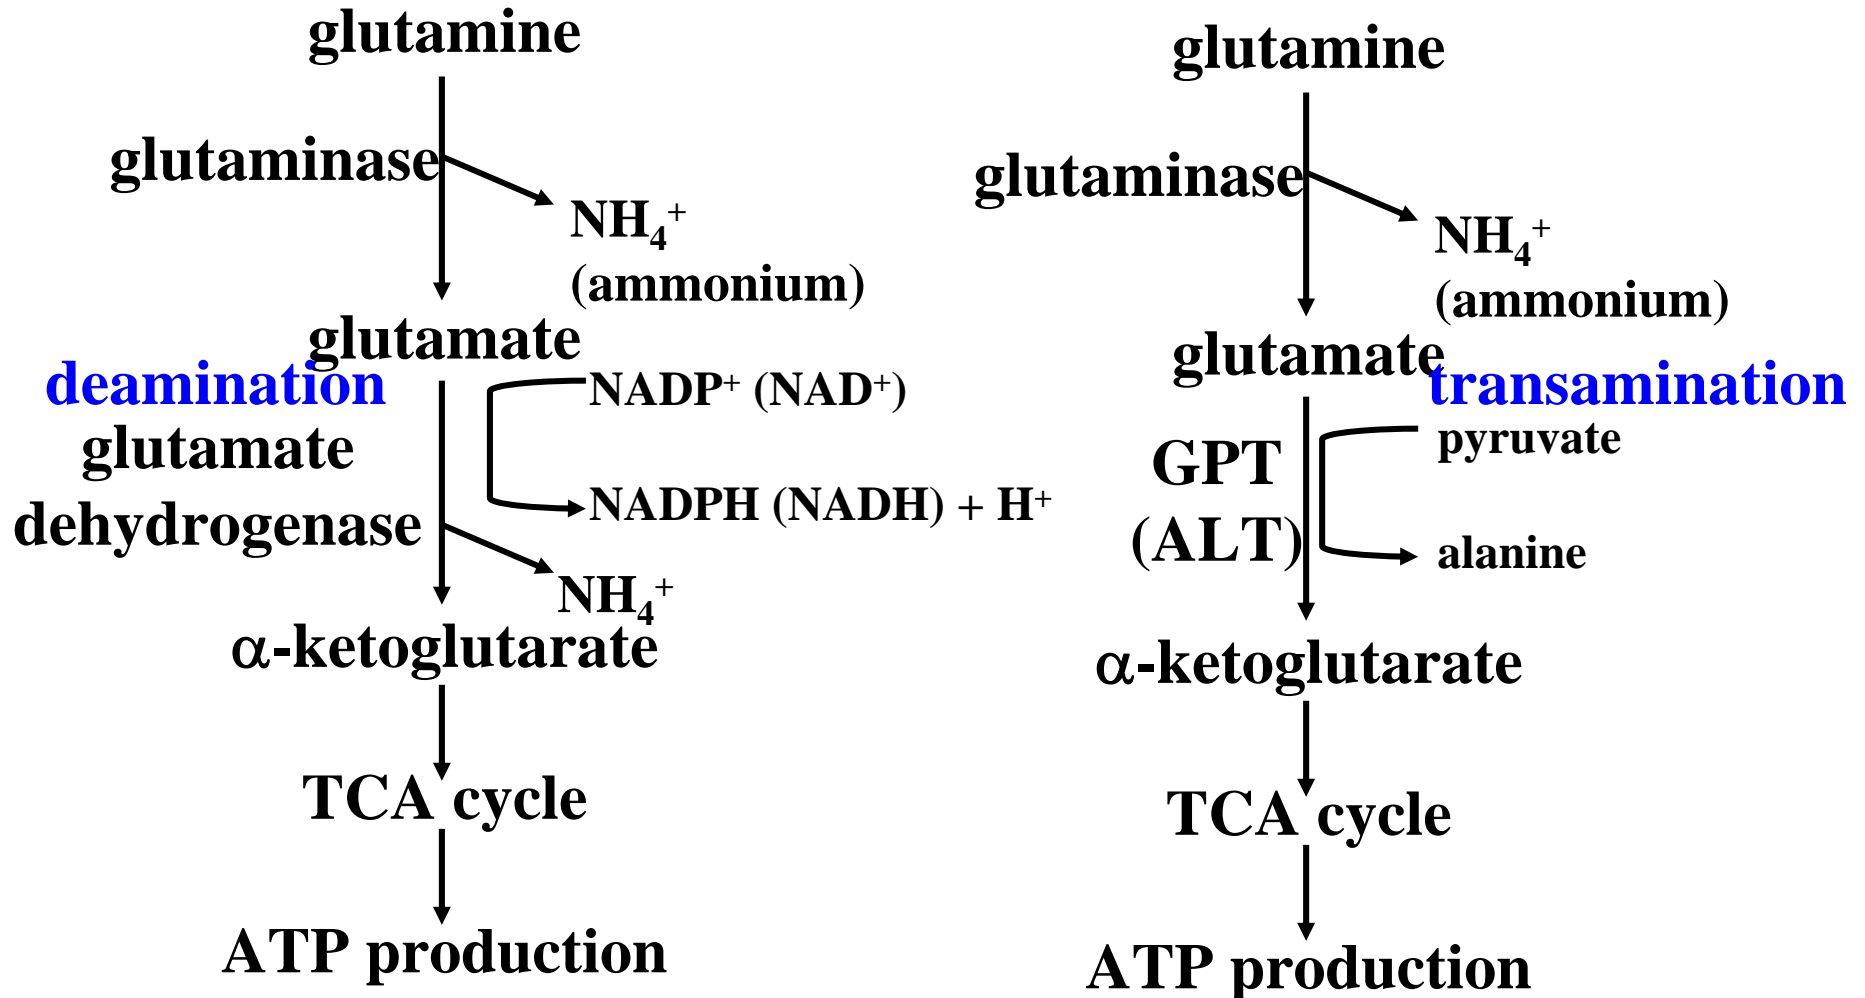 glutamine
glutaminase
NH₄⁺
(ammonium)
glutamate
deamination
NADP⁺ (NAD⁺)
glutamate
dehydrogenase
NADPH (NADH) + H⁺
NH₄⁺
α-ketoglutarate
TCA cycle
ATP production
glutamine
glutaminase
NH₄⁺
(ammonium)
glutamate
transamination
pyruvate
GPT
(ALT)
alanine
α-ketoglutarate
TCA cycle
ATP production